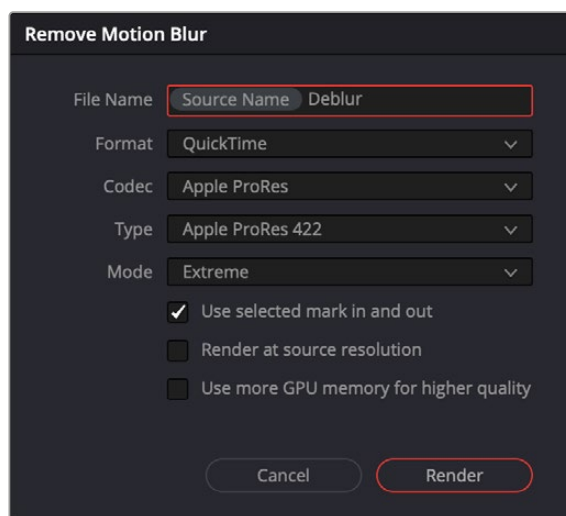 Remove Motion Blur
File Name Source Name Deblur
Format QuickTime
Codec Apple ProRes
Type Apple ProRes 422
Mode Extreme
Use selected mark in and out
Render at source resolution
Use more GPU memory for higher quality
Cancel Render